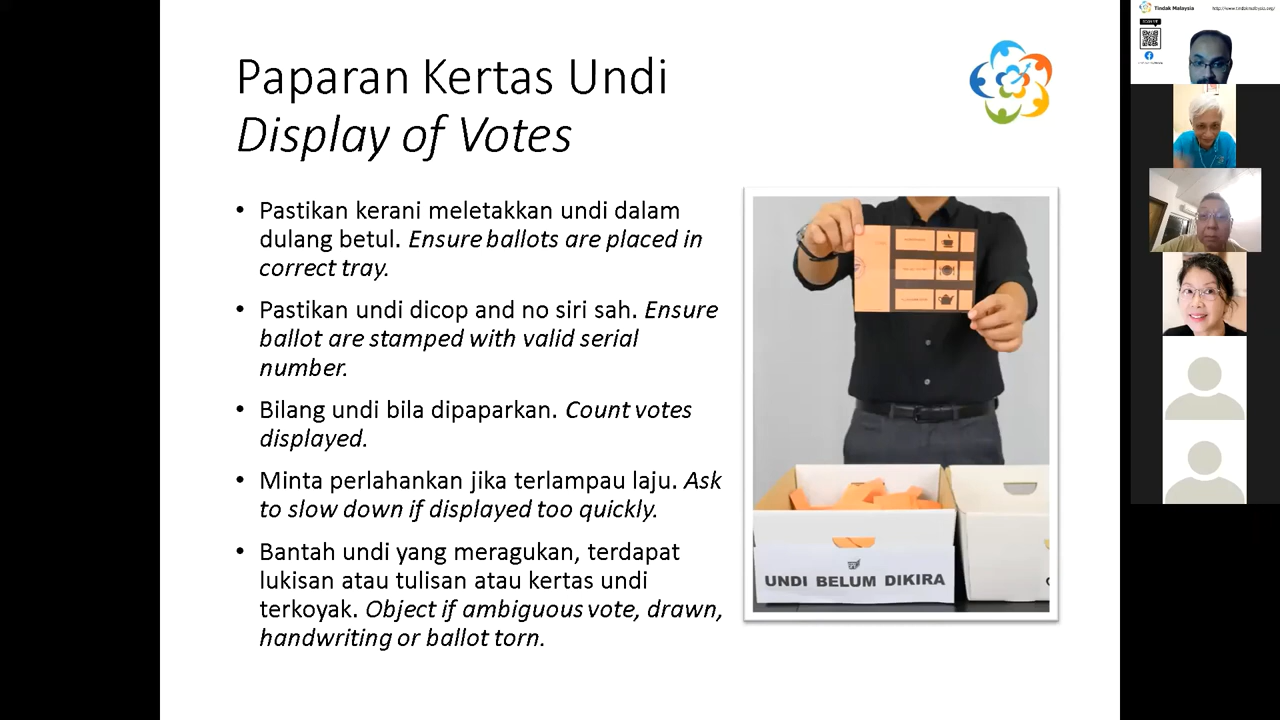 Paparan Kertas Undi
Display of Votes
• Pastikan kerani meletakkan undi dalam
dulang betul. Ensure ballots are placed in
correct tray.
• Pastikan undi dicop and no siri sah. Ensure
ballot are stamped with valid serial
number.
• Bilang undi bila dipaparkan. Count votes
displayed.
• Minta perlahankan jika terlampau laju. Ask
to slow down if displayed too quickly.
• Bantah undi yang meragukan, terdapat
lukisan atau tulisan atau kertas undi
terkoyak. Object if ambiguous vote, drawn,
handwriting or ballot torn.
UNDI BELUM DIKIRA
Tindak Malaysia